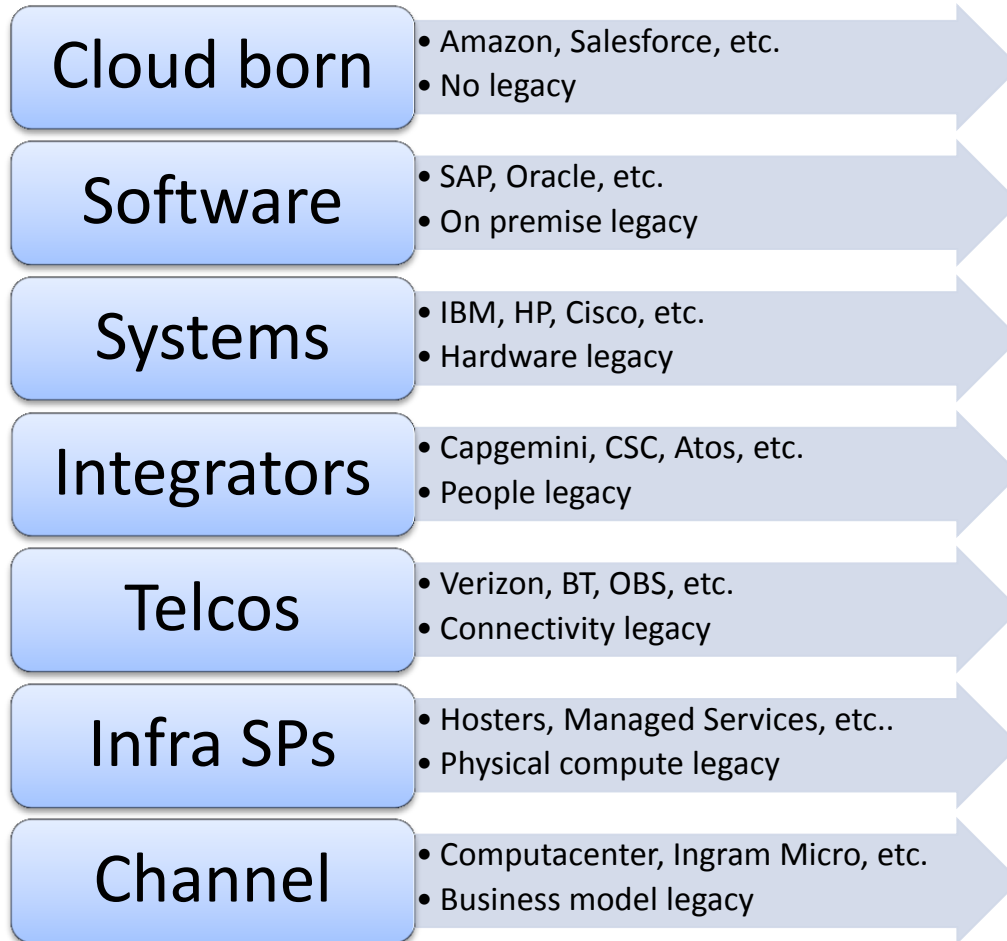 Cloud born
• Amazon, Salesforce, etc.
• No legacy
Software
• SAP, Oracle, etc.
• On premise legacy
Systems
• IBM, HP, Cisco, etc.
• Hardware legacy
Integrators
• Capgemini, CSC, Atos, etc.
• People legacy
Telcos
• Verizon, BT, OBS, etc.
• Connectivity legacy
Infra SPs
• Hosters, Managed Services, etc..
• Physical compute legacy
Channel
• Computacenter, Ingram Micro, etc.
• Business model legacy